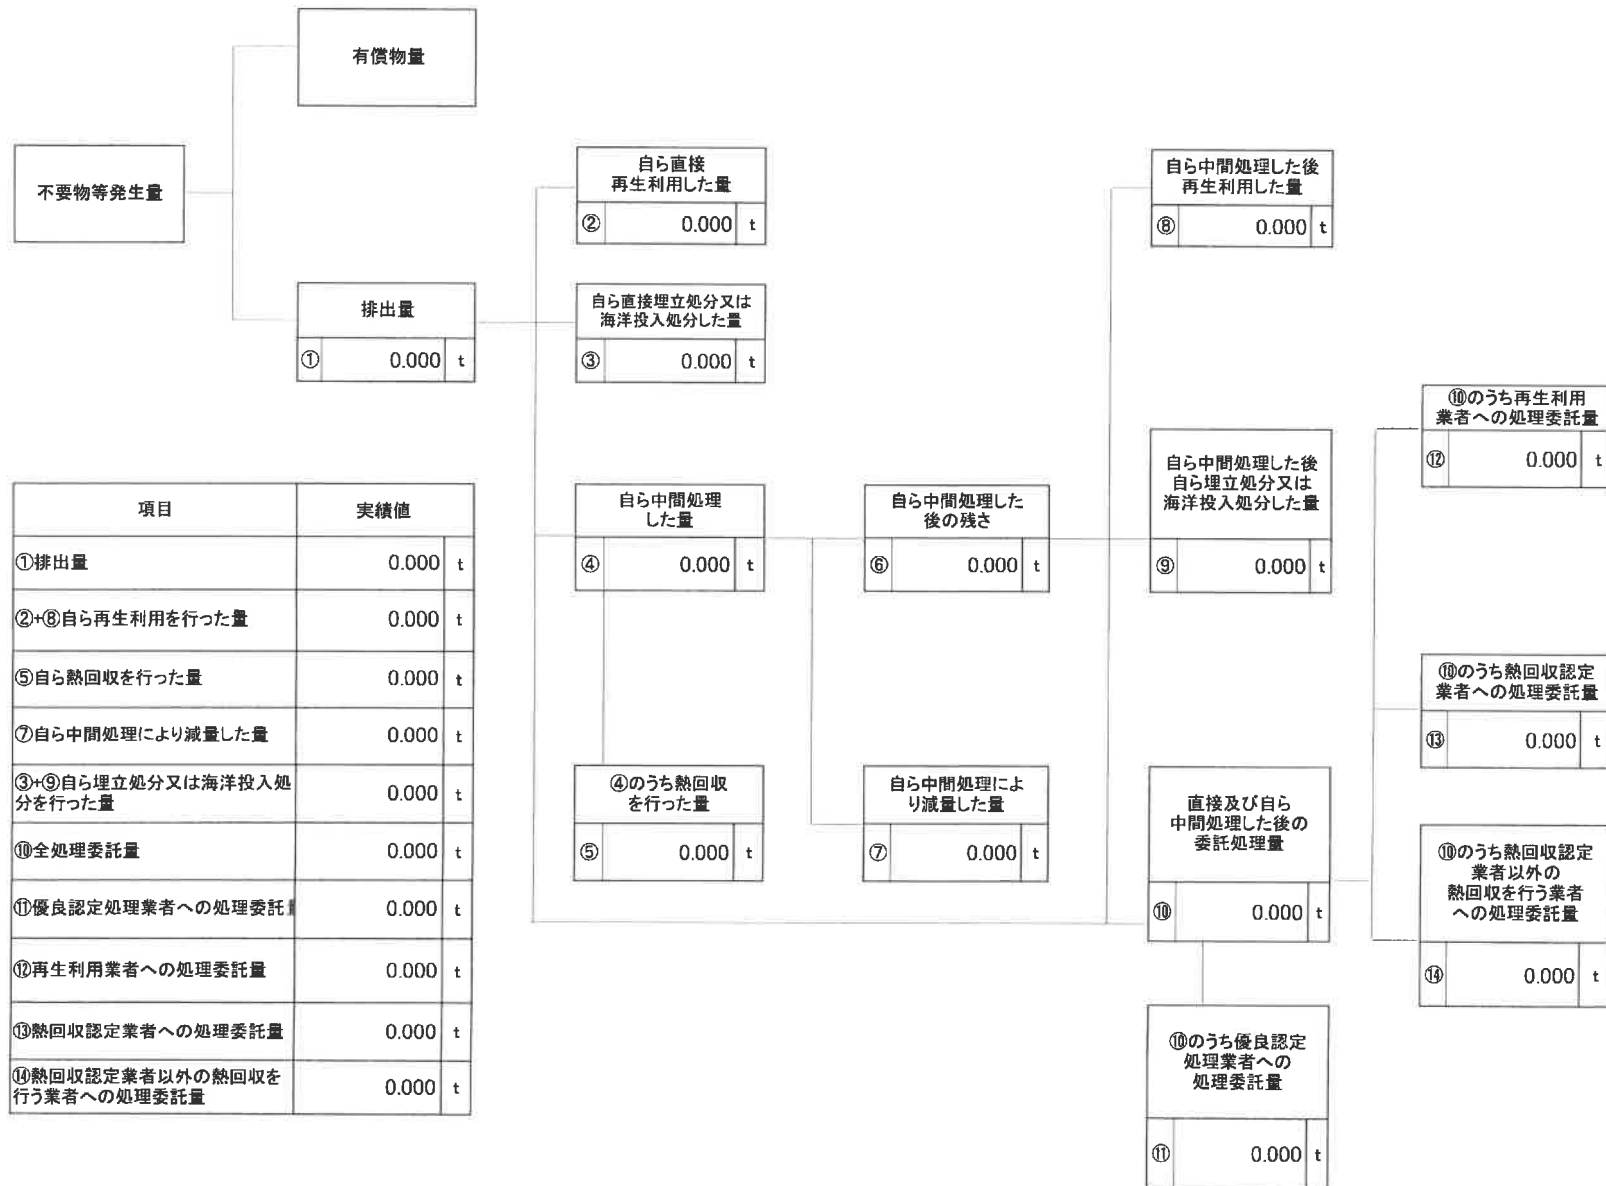 有償物量
不要物等発生量
排出量
① 0.000 t
自ら直接
再生利用した量
② 0.000 t
自ら直接埋立処分又は
海洋投入処分した量
③ 0.000 t
自ら中間処理
した量
④ 0.000 t
④のうち熱回収
を行った量
⑤ 0.000 t
自ら中間処理した
後の残さ
⑥ 0.000 t
自ら中間処理によ
り減量した量
⑦ 0.000 t
自ら中間処理した後
再生利用した量
⑧ 0.000 t
自ら中間処理した後
自ら埋立処分又は
海洋投入処分した量
⑨ 0.000 t
直接及び自ら
中間処理した後の
委託処理量
⑩ 0.000 t
⑩のうち優良認定
処理業者への
処理委託量
⑪ 0.000 t
⑩のうち再生利用
業者への処理委託量
⑫ 0.000 t
⑩のうち熱回収認定
業者への処理委託量
⑬ 0.000 t
⑩のうち熱回収認定
業者以外の
熱回収を行う業者
への処理委託量
⑭ 0.000 t
項目 実績値
①排出量 0.000 t
②+⑧自ら再生利用を行った量 0.000 t
⑤自ら熱回収を行った量 0.000 t
⑦自ら中間処理により減量した量 0.000 t
③+⑨自ら埋立処分又は海洋投入処
分を行った量 0.000 t
⑩全処理委託量 0.000 t
⑪優良認定処理業者への処理委託 0.000 t
⑫再生利用業者への処理委託量 0.000 t
⑬熱回収認定業者への処理委託量 0.000 t
⑭熱回収認定業者以外の熱回収を
行う業者への処理委託量 0.000 t